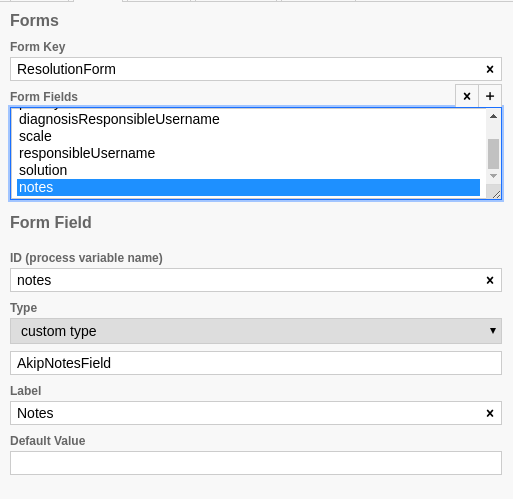 Forms
Form Key
ResolutionForm
Form Fields
diagnosisResponsibleUsername
scale
responsibleUsername
solution
notes
Form Field
ID (process variable name)
notes
Type
custom type
AkipNotesField
Label
Notes
Default Value